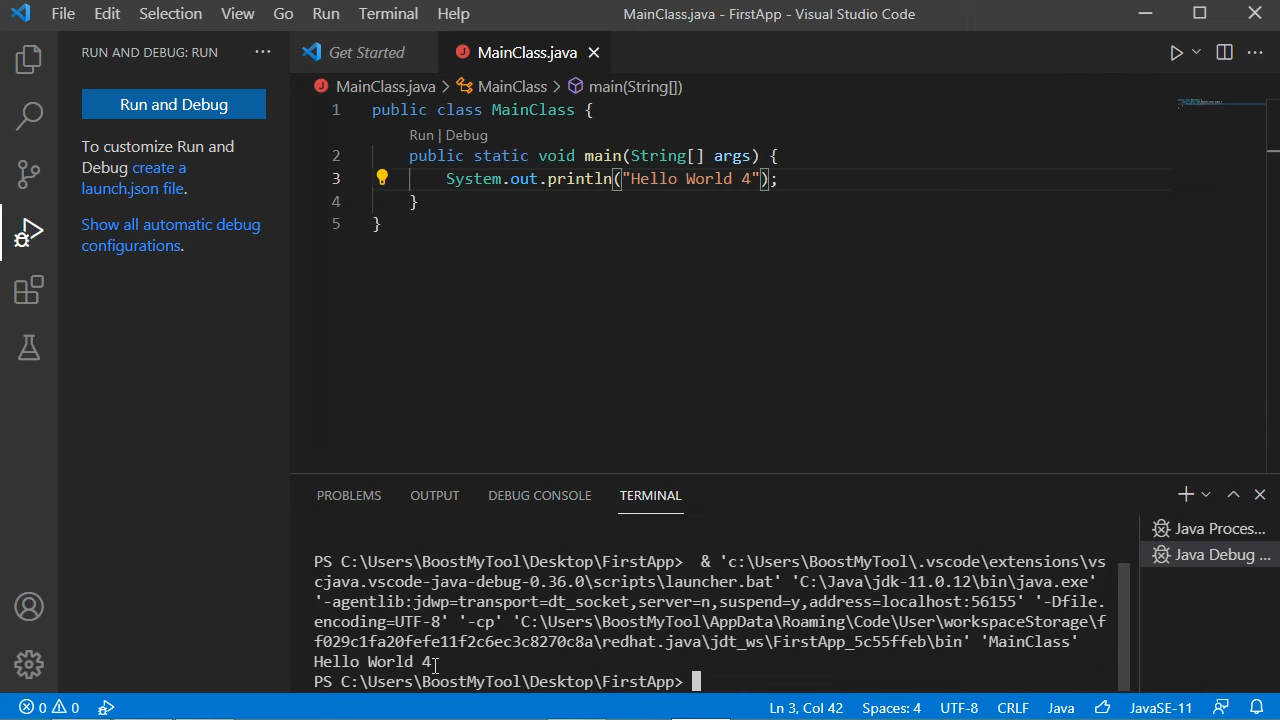 File Edit Selection View Go Run Terminal Help MainClass.java - FirstApp - Visual Studio Code
RUN AND DEBUG: RUN ...
Run and Debug
To customize Run and
Debug create a
launch.json file.
Show all automatic debug
configurations.
Get Started MainClass.java
MainClass.java > MainClass > main(String[])
1 public class MainClass {
Run | Debug
2 public static void main(String[] args) {
3 System.out.println("Hello World 4");
4 }
5 }
PROBLEMS OUTPUT DEBUG CONSOLE TERMINAL
Java Proces...
Java Debug ...
PS C:\Users\BoostMyTool\Desktop\FirstApp>  & 'c:\Users\BoostMyTool\.vscode\extensions\vs
cjava.vscode-java-debug-0.36.0\scripts\launcher.bat' 'C:\Java\jdk-11.0.12\bin\java.exe'
'-agentlib:jdwp=transport=dt_socket,server=n,suspend=y,address=localhost:56155' '-Dfile.
encoding=UTF-8' '-cp' 'C:\Users\BoostMyTool\AppData\Roaming\Code\User\workspaceStorage\f
f029c1fa20fefe11f2c6ec3c8270c8a\redhat.java\jdt_ws\FirstApp_5c55ffeb\bin' 'MainClass'
Hello World 4
PS C:\Users\BoostMyTool\Desktop\FirstApp>
0 0 Ln 3, Col 42 Spaces: 4 UTF-8 CRLF Java JavaSE-11